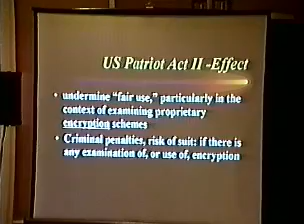 US Patriot Act II -Effect
• undermine "fair use," particularly in the
context of examining proprietary
encryption schemes
• Criminal penalties, risk of suit: if there is
any examination of, or use of, encryption